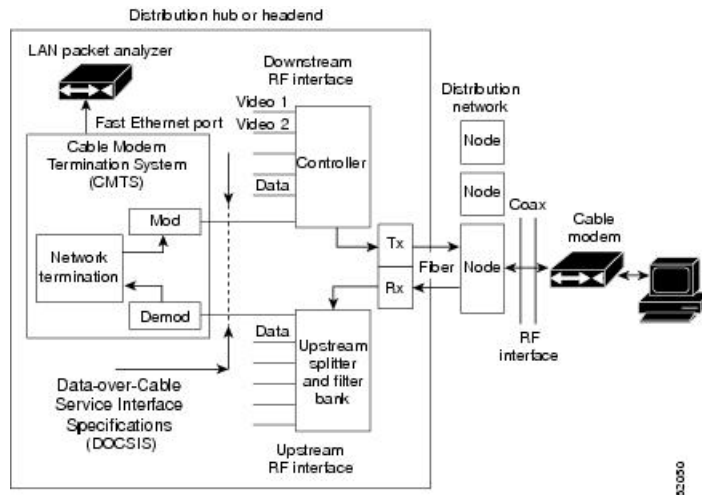 Distribution hub or headend
LAN packet analyzer
Fast Ethernet port
Cable Modem
Termination System
(CMTS)
Mod
Network
termination
Demod
Data-over-Cable
Service Interface
Specifications
(DOCSIS)
Downstream
RF interface
Video 1
Video 2
Data
Controller
Tx
Rx
Fiber
Data
Upstream
splitter
and filter
bank
Upstream
RF interface
Distribution
network
Node
Node
Node
Coax
RF
interface
Cable
modem
52050